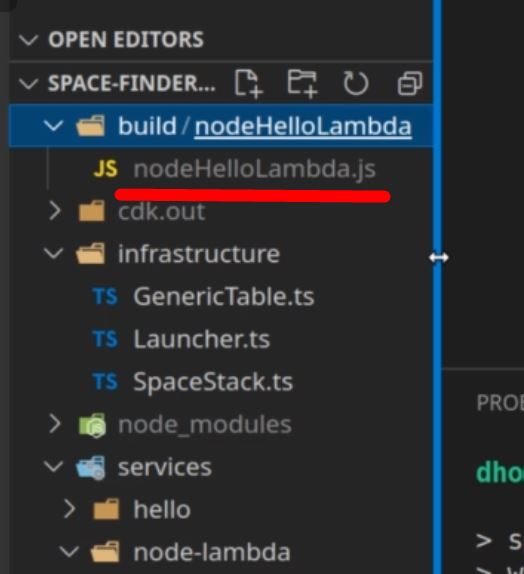 OPEN EDITORS
SPACE-FINDER...
build / nodeHelloLambda
JS nodeHelloLambda.js
cdk.out
infrastructure
TS GenericTable.ts
TS Launcher.ts
TS SpaceStack.ts
node_modules
services
hello
node-lambda
PROB
dho
> s